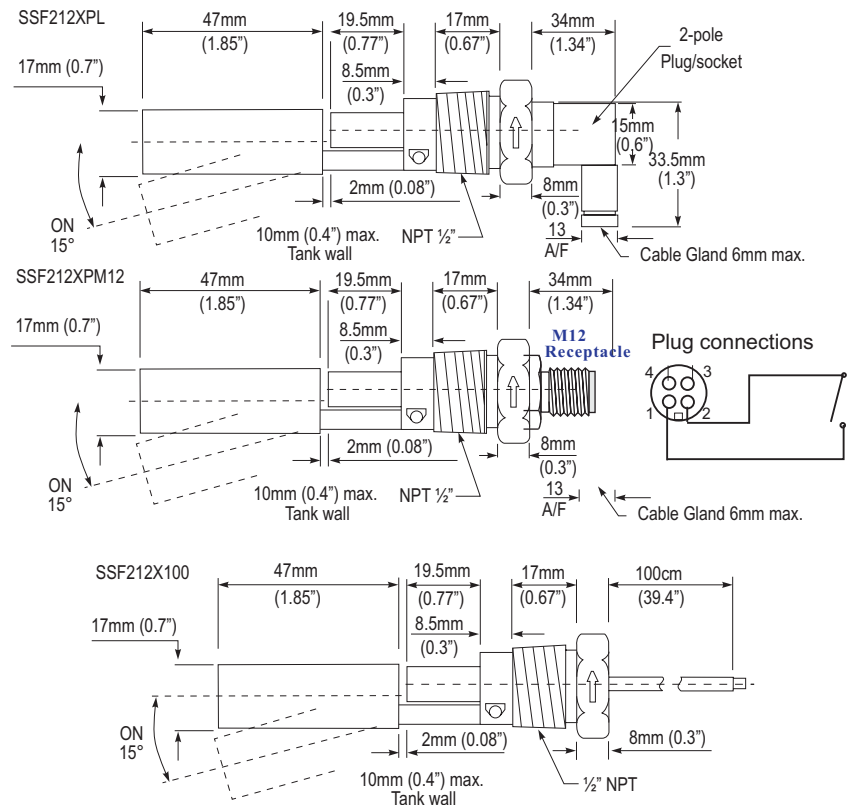 SSF212XPL
47mm
(1.85”)
19.5mm
(0.77”)
17mm
(0.67”)
34mm
(1.34”)
2-pole
Plug/socket
17mm (0.7”)
8.5mm
(0.3”)
15mm
(0.6”)
33.5mm
(1.3”)
ON
15°
2mm (0.08”)
8mm
(0.3”)
10mm (0.4”) max.
Tank wall
NPT ½”
13
A/F
Cable Gland 6mm max.
SSF212XPM12
47mm
(1.85”)
19.5mm
(0.77”)
17mm
(0.67”)
34mm
(1.34”)
17mm (0.7”)
8.5mm
(0.3”)
M12
Receptacle
Plug connections
4
3
1
2
ON
15°
2mm (0.08”)
8mm
(0.3”)
10mm (0.4”) max.
Tank wall
NPT ½”
13
A/F
Cable Gland 6mm max.
SSF212X100
47mm
(1.85”)
19.5mm
(0.77”)
17mm
(0.67”)
100cm
(39.4”)
17mm (0.7”)
8.5mm
(0.3”)
ON
15°
2mm (0.08”)
8mm (0.3”)
10mm (0.4”) max.
Tank wall
½” NPT